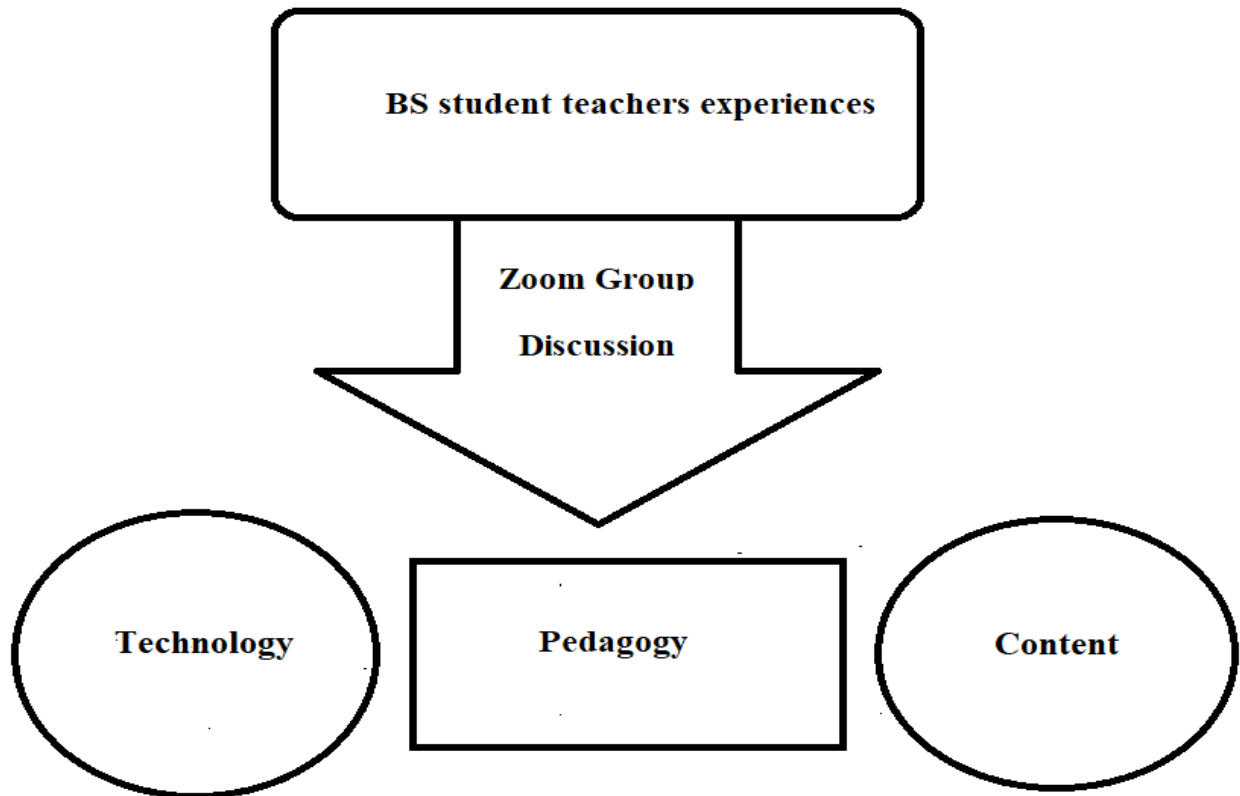 BS student teachers experiences
Zoom Group
Discussion
Technology
Pedagogy
Content